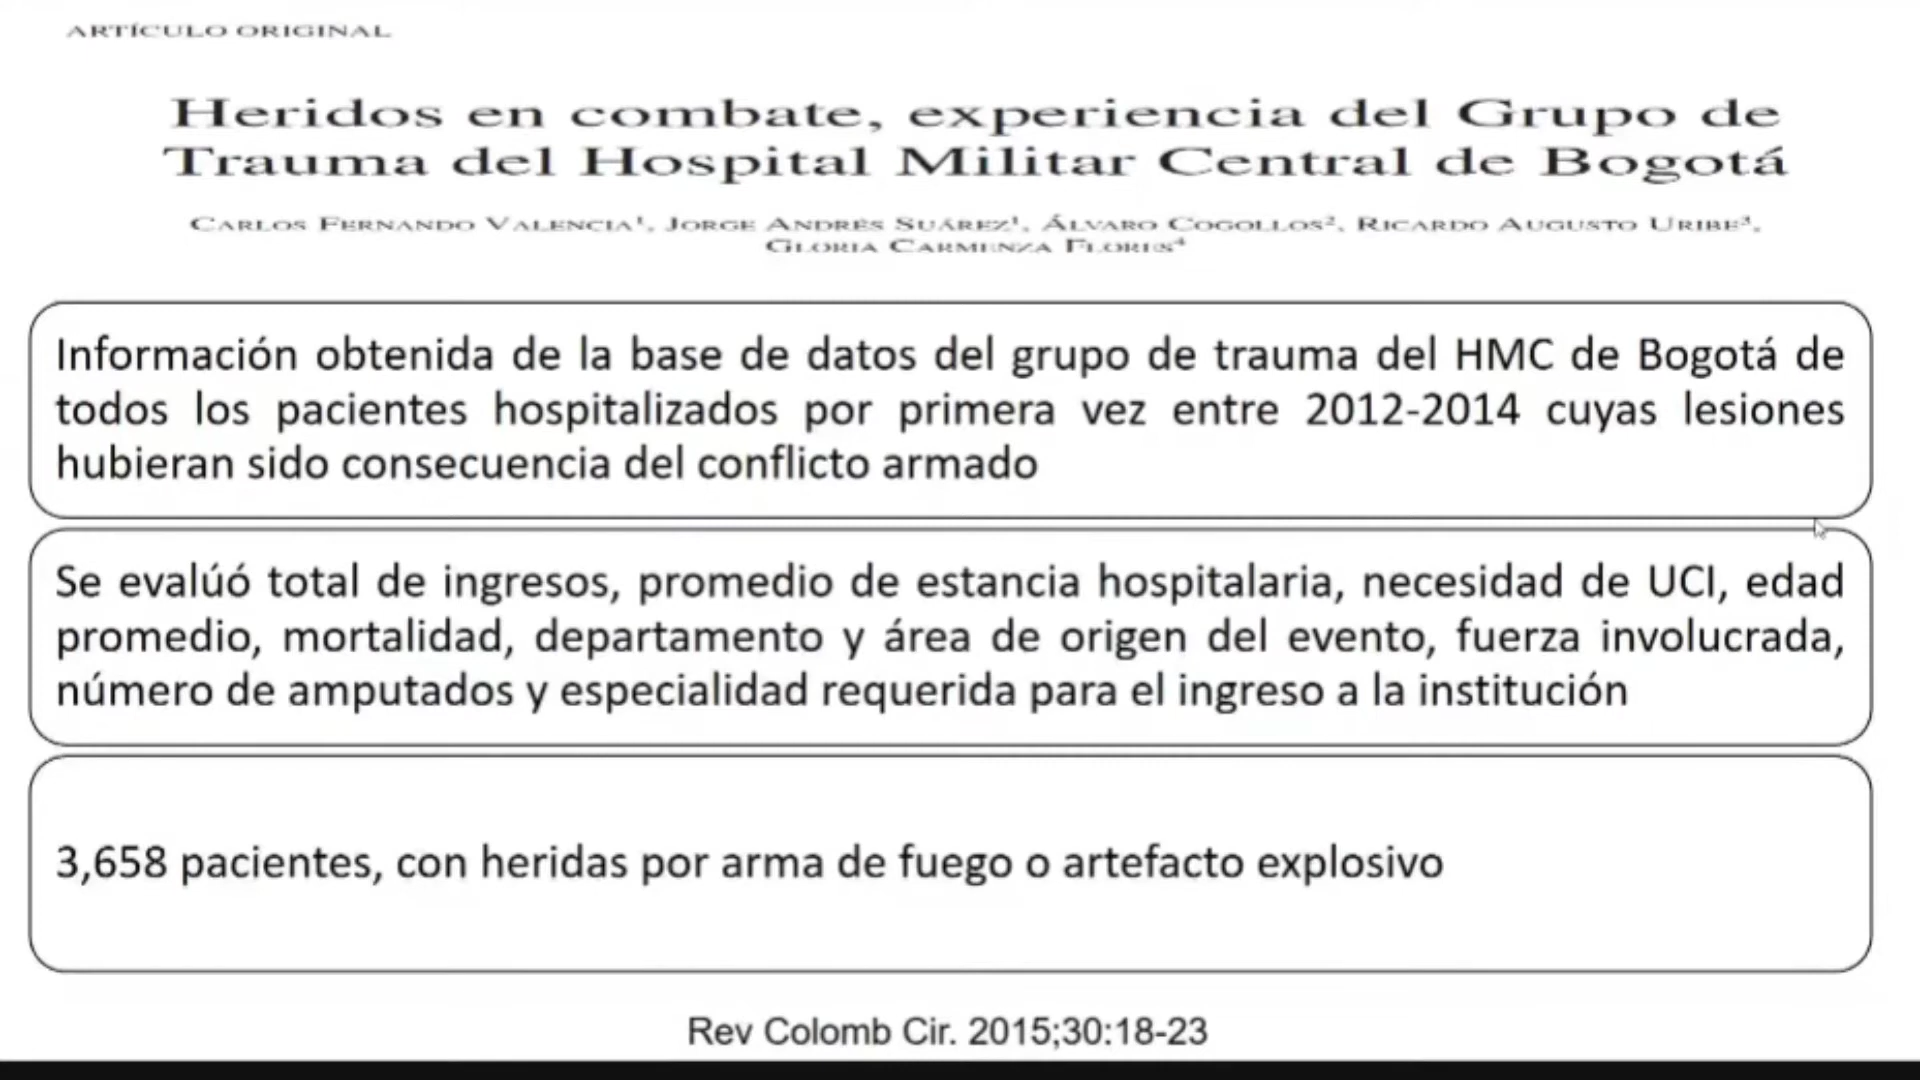 ARTÍCULO ORIGINAL
Heridos en combate, experiencia del Grupo de
Trauma del Hospital Militar Central de Bogotá
Carlos Fernando Valencia¹, Jorge Andrés Suárez¹, Álvaro Cogollos², Ricardo Augusto Uribe³,
Gloria Carmenza Flores⁴
Información obtenida de la base de datos del grupo de trauma del HMC de Bogotá de
todos los pacientes hospitalizados por primera vez entre 2012-2014 cuyas lesiones
hubieran sido consecuencia del conflicto armado
Se evalúó total de ingresos, promedio de estancia hospitalaria, necesidad de UCI, edad
promedio, mortalidad, departamento y área de origen del evento, fuerza involucrada,
número de amputados y especialidad requerida para el ingreso a la institución
3,658 pacientes, con heridas por arma de fuego o artefacto explosivo
Rev Colomb Cir. 2015;30:18-23